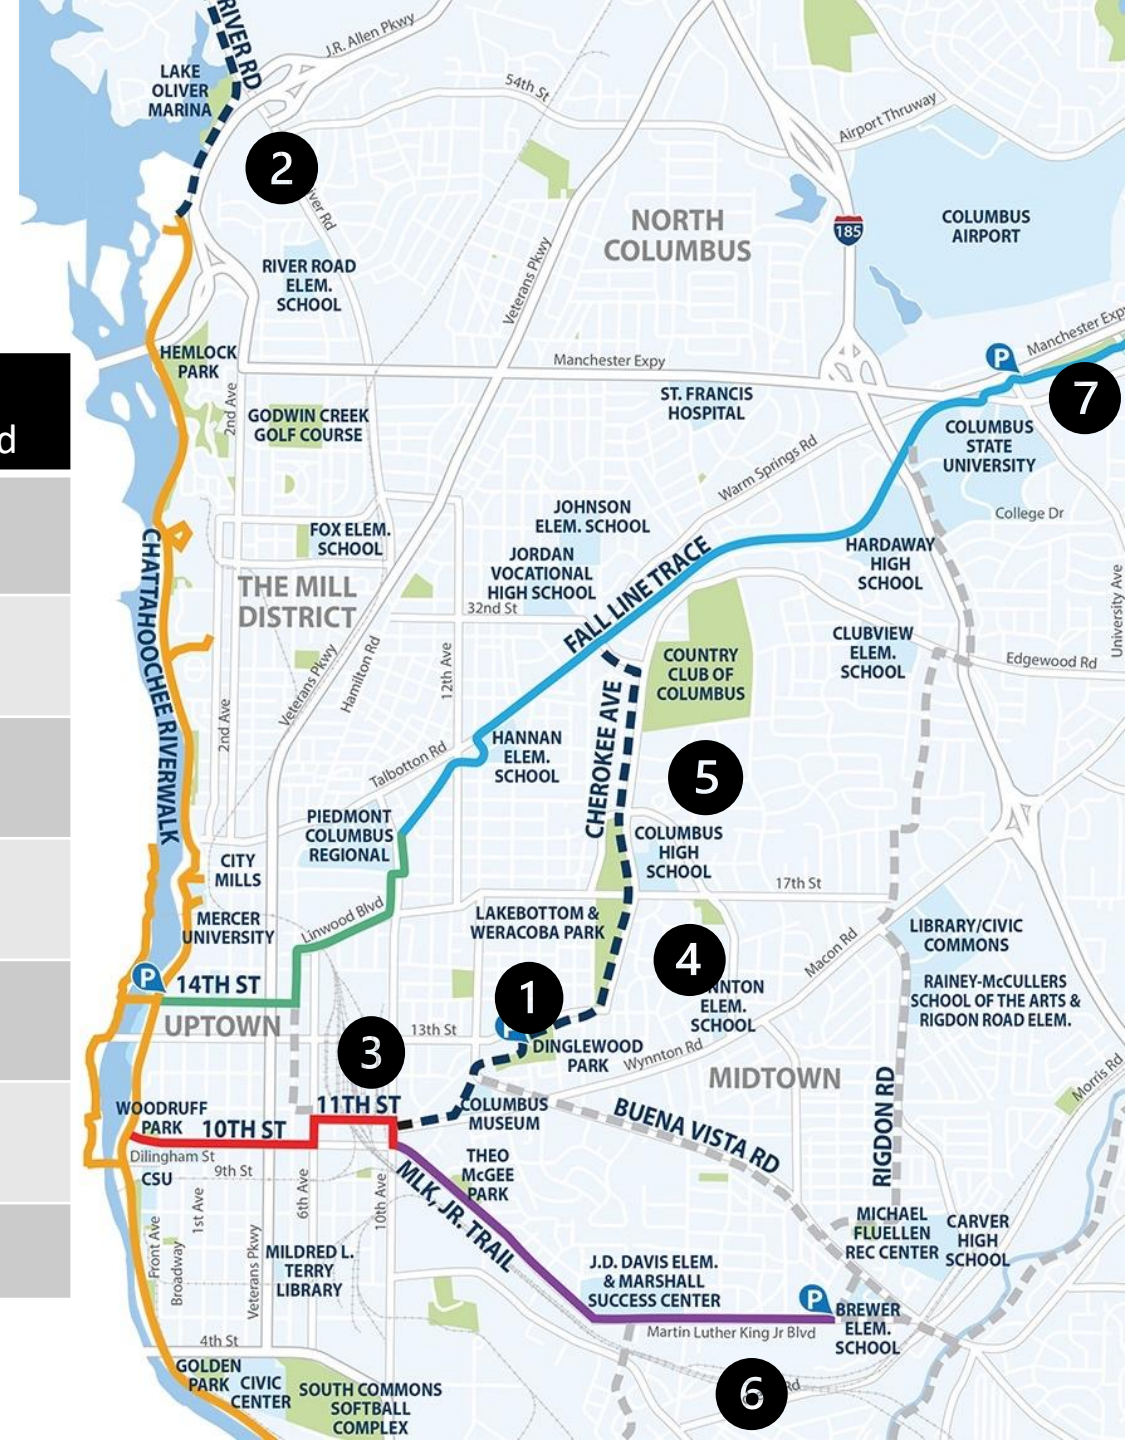 RIVER RD
J.R. Allen Pkwy
LAKE
OLIVER
MARINA
54th St
Airport Thruway
2
River Rd
NORTH
COLUMBUS
185
COLUMBUS
AIRPORT
RIVER ROAD
ELEM.
SCHOOL
Veterans Pkwy
Manchester Expy
P
HEMLOCK
PARK
Manchester Expy
2nd Ave
ST. FRANCIS
HOSPITAL
7
GODWIN CREEK
GOLF COURSE
COLUMBUS
STATE
UNIVERSITY
d
Warm Springs Rd
JOHNSON
ELEM. SCHOOL
College Dr
FOX ELEM.
SCHOOL
JORDAN
VOCATIONAL
HIGH SCHOOL
HARDAWAY
HIGH
SCHOOL
CHATTAHOOCHEE RIVERWALK
THE MILL
DISTRICT
32nd St
FALL LINE TRACE
University Ave
CLUBVIEW
ELEM.
SCHOOL
Edgewood Rd
COUNTRY
CLUB OF
COLUMBUS
Veterans Pkwy
Hamilton Rd
12th Ave
2nd Ave
CHEROKEE AVE
HANNAN
ELEM.
SCHOOL
Talbotton Rd
5
PIEDMONT
COLUMBUS
REGIONAL
COLUMBUS
HIGH
SCHOOL
CITY
MILLS
17th St
MERCER
UNIVERSITY
Linwood Blvd
LAKEBOTTOM &
WERACOBA PARK
Macon Rd
LIBRARY/CIVIC
COMMONS
4
P
14TH ST
1
NNTON
ELEM.
SCHOOL
RAINEY-McCULLERS
SCHOOL OF THE ARTS &
RIGDON ROAD ELEM.
UPTOWN
13th St
P
3
DINGLEWOOD
PARK
Wynnton Rd
MIDTOWN
Morris Rd
WOODRUFF
PARK
10TH ST
11TH ST
COLUMBUS
MUSEUM
BUENA VISTA RD
RIGDON RD
Dillingham St
9th St
CSU
THEO
McGEE
PARK
MLK, JR. TRAIL
1st Ave
6th Ave
10th Ave
Front Ave
Broadway
Veterans Pkwy
MILDRED L.
TERRY
LIBRARY
MICHAEL
FLUELLEN
REC CENTER
CARVER
HIGH
SCHOOL
J.D. DAVIS ELEM.
& MARSHALL
SUCCESS CENTER
P
BREWER
ELEM.
SCHOOL
Martin Luther King Jr Blvd
4th St
6
Rd
GOLDEN
PARK
CIVIC
CENTER
SOUTH COMMONS
SOFTBALL
COMPLEX